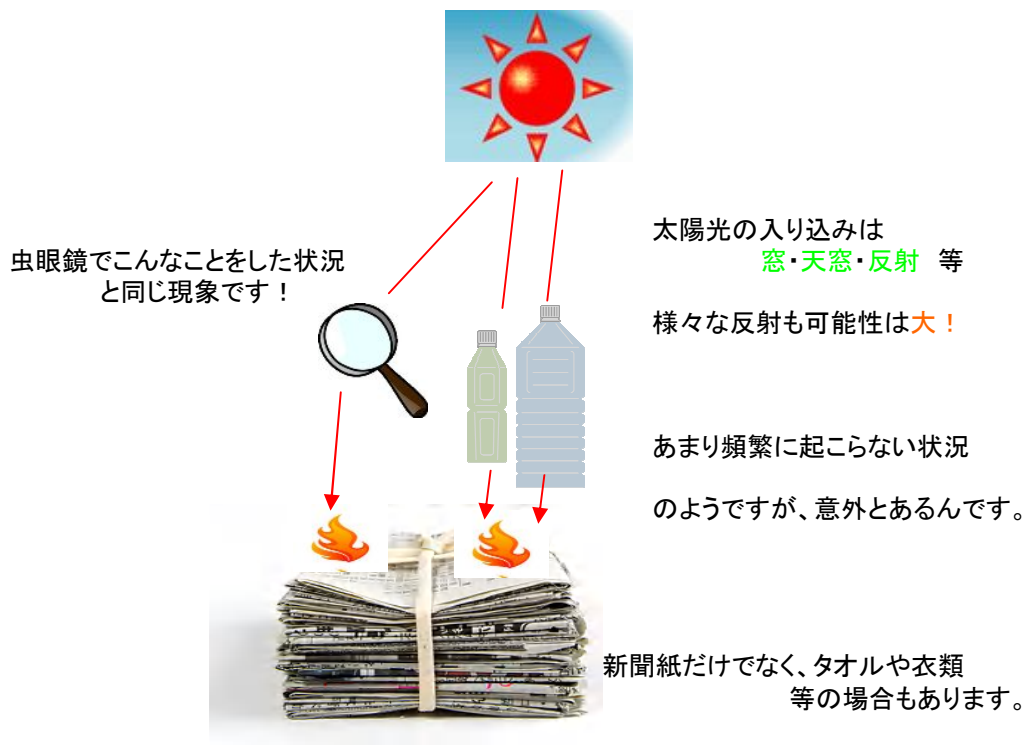 虫眼鏡でこんなことをした状況
と同じ現象です！
太陽光の入り込みは
窓・天窓・反射　等
様々な反射も可能性は大！
あまり頻繁に起こらない状況
のようですが、意外とあるんです。
新聞紙だけでなく、タオルや衣類
等の場合もあります。